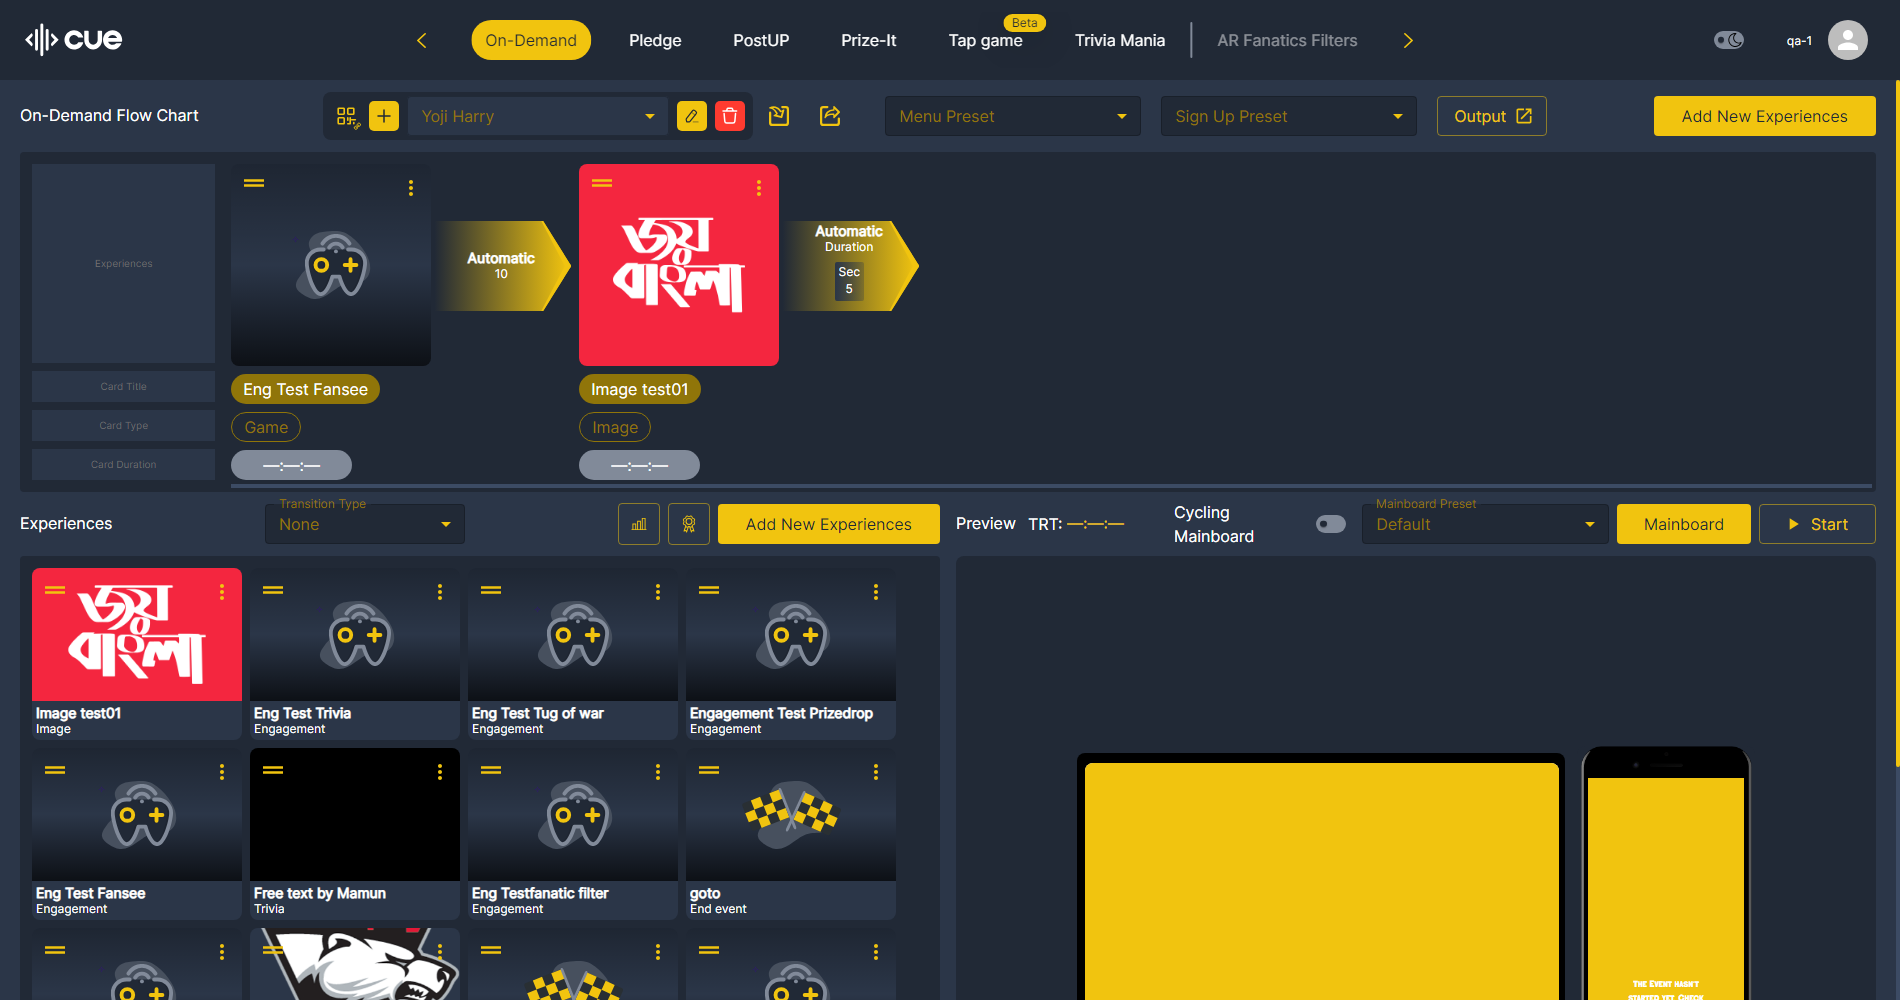 cue
On-Demand
Pledge
PostUP
Prize-It
Tap game
Beta
Trivia Mania
AR Fanatics Filters
qa-1
On-Demand Flow Chart
Yoji Harry
Menu Preset
Sign Up Preset
Output
Add New Experiences
Experiences
Card Title
Card Type
Card Duration
Automatic
10
জয়
বাংলা
Automatic
Duration
Sec
5
Eng Test Fansee
Game
—:—:—
Image test01
Image
—:—:—
Experiences
Transition Type
None
Add New Experiences
Preview
TRT: —:—:—
Cycling
Mainboard
Mainboard Preset
Default
Mainboard
Start
জয়
বাংলা
Image test01
Image
Eng Test Trivia
Engagement
Eng Test Tug of war
Engagement
Engagement Test Prizedrop
Engagement
Eng Test Fansee
Engagement
Free text by Mamun
Trivia
Eng Testfanatic filter
Engagement
goto
End event
The Event hasn't
started yet. Check